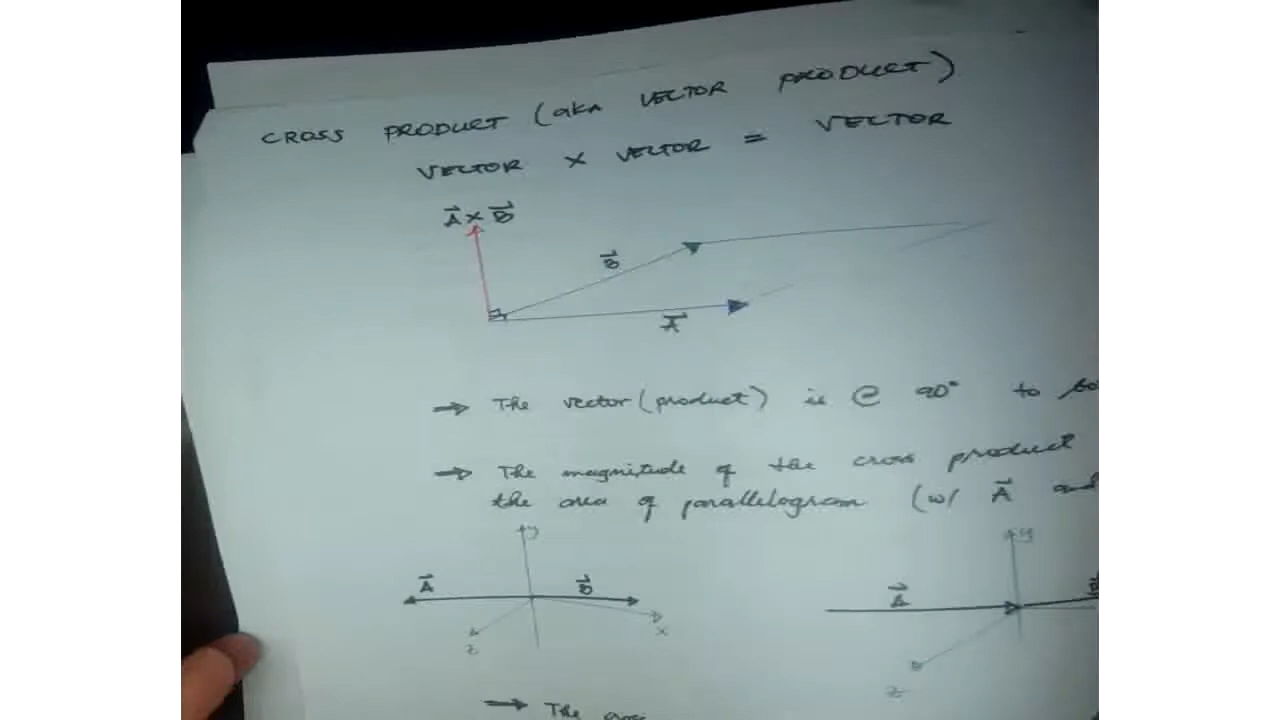 CROSS PRODUCT (aka VECTOR PRODUCT)
VECTOR × VECTOR = VECTOR
A⃗ × B⃗
B⃗
A⃗
→ The vector (product) is @ 90° to
→ The magnitude of the cross product
the area of parallelogram (w/ A⃗ and
y
A⃗ B⃗
x
z
y
A⃗
z
→ The